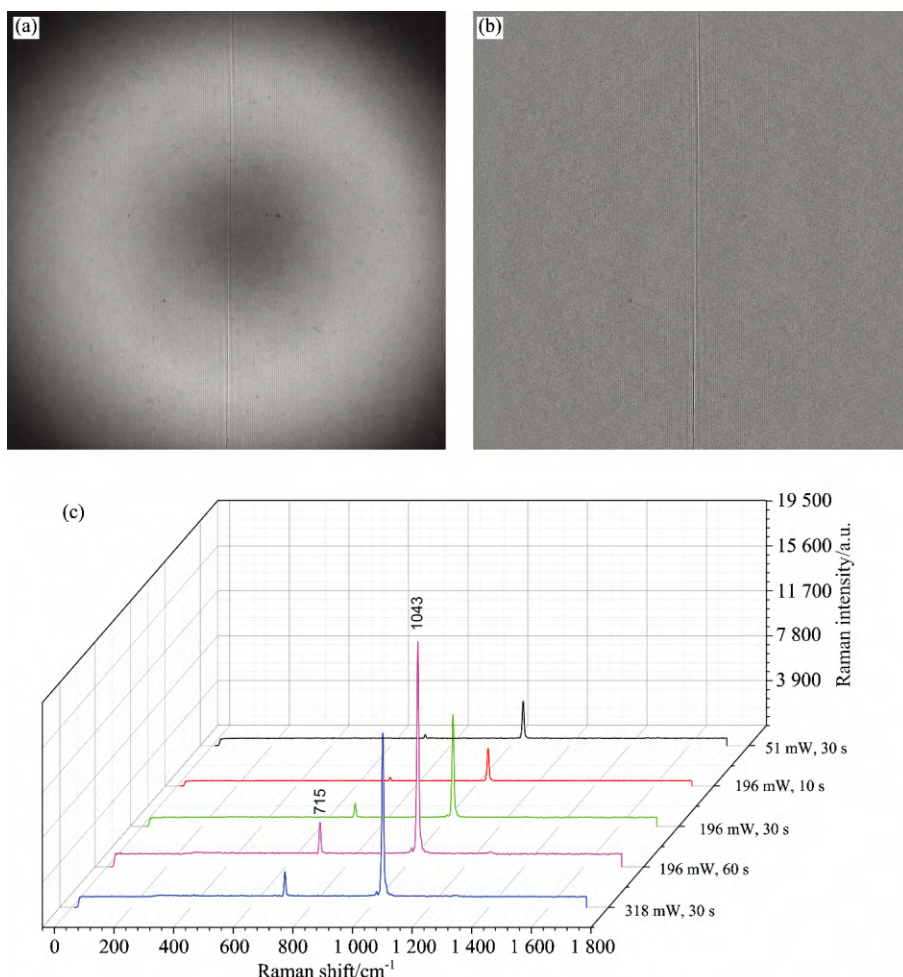 (a)
(b)
(c)
19 500
15 600
11 700
7 800
3 900
Raman intensity/a.u.
1043
715
51 mW, 30 s
196 mW, 10 s
196 mW, 30 s
196 mW, 60 s
318 mW, 30 s
0 200 400 600 800 1 000 1 200 1 400 1 600 1 800
Raman shift/cm⁻¹